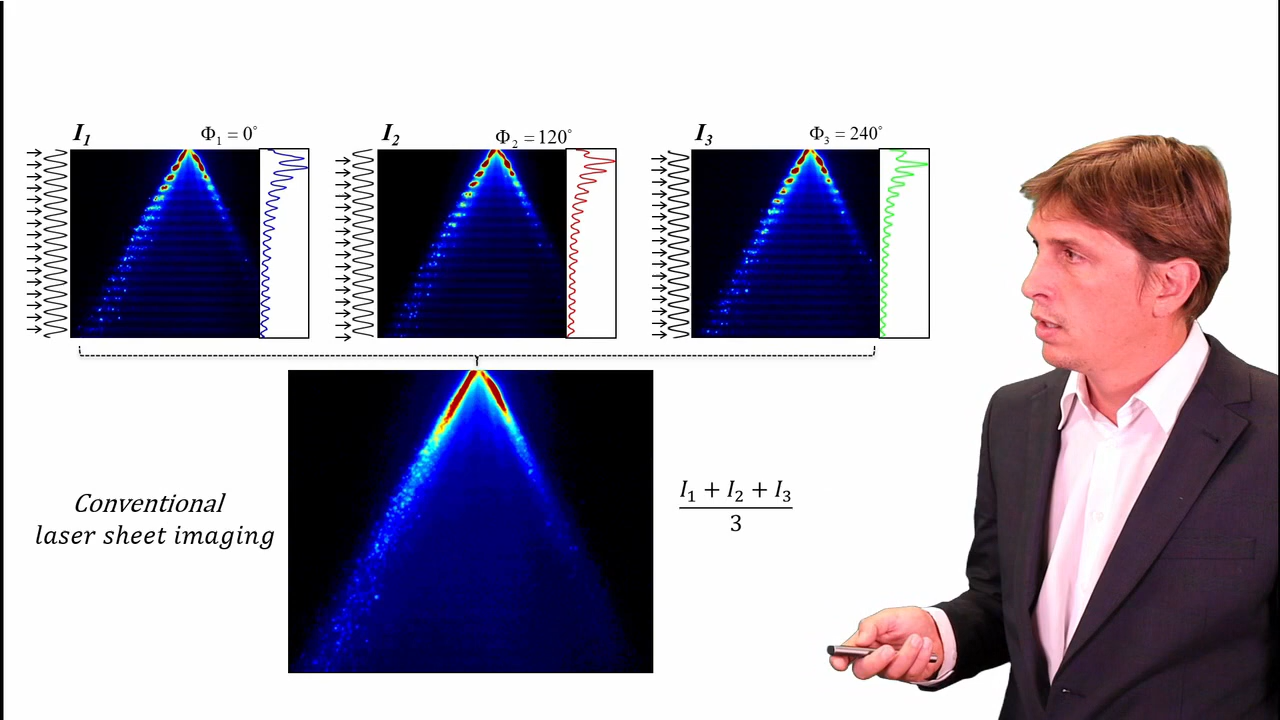 I₁ Φ₁ = 0°
I₂ Φ₂ = 120°
I₃ Φ₃ = 240°
Conventional
laser sheet imaging
I₁ + I₂ + I₃
3